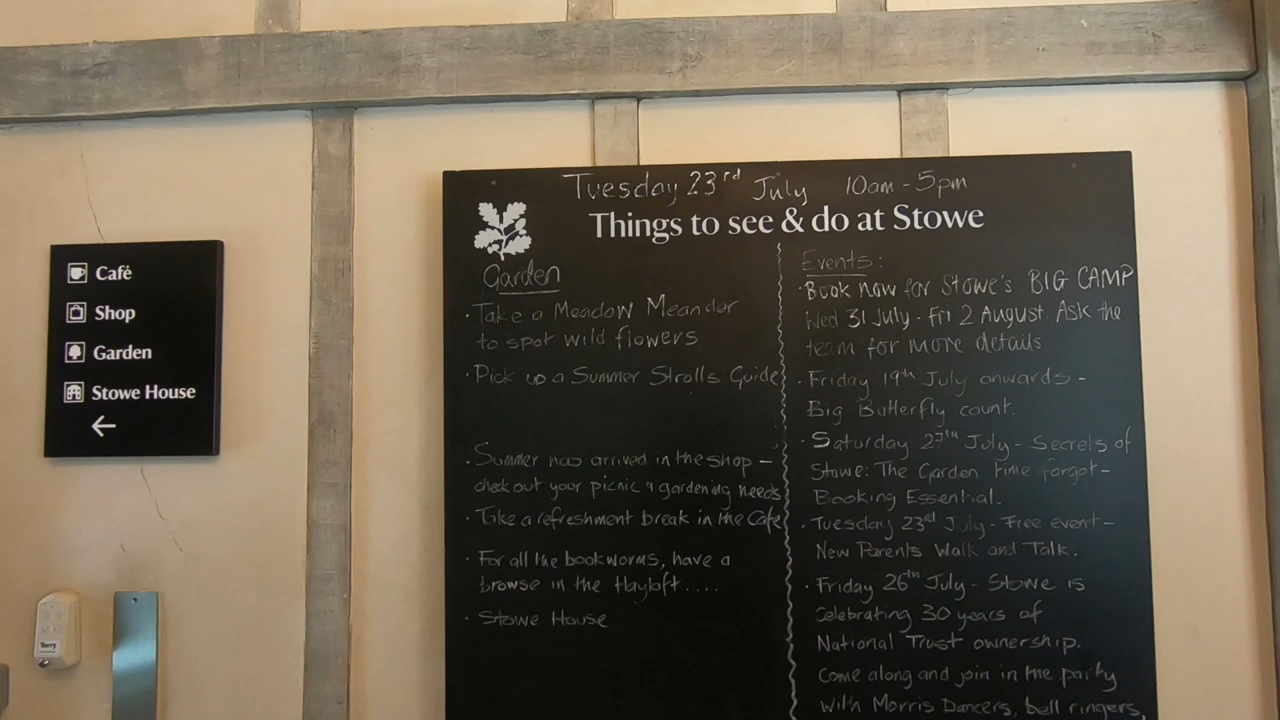 Café
Shop
Garden
Stowe House
←
Tuesday 23rd July 10am - 5pm
Things to see & do at Stowe
Garden
· Take a Meadow Meander
to spot wild flowers
· Pick up a Summer Strolls Guide
· Summer has arrived in the shop –
check out your picnic & gardening needs
· Take a refreshment break in the Cafe
· For all the bookworms, have a
browse in the Hayloft....
· Stowe House
Events:
· Book now for Stowe's BIG CAMP
Wed 31 July - Fri 2 August Ask the
team for more details
· Friday 19th July onwards -
Big Butterfly count.
· Saturday 27th July - Secrets of
Stowe: The Garden time forgot -
Booking Essential.
· Tuesday 23rd July - Free event -
New Parents Walk and Talk.
· Friday 26th July - Stowe is
Celebrating 30 years of
National Trust ownership.
Come along and join in the party
with Morris Dancers, bell ringers,